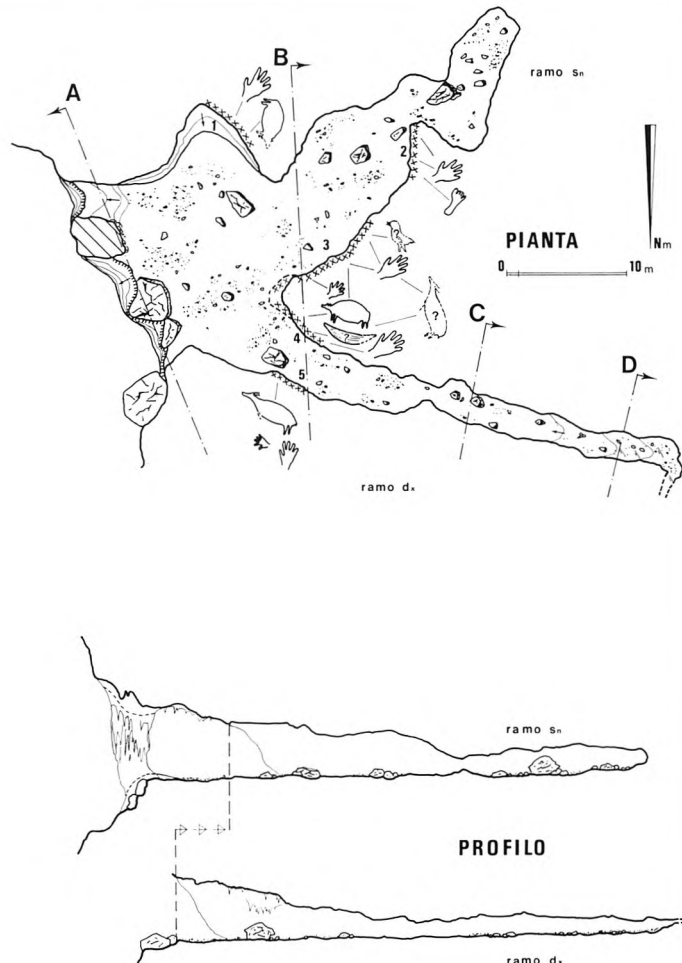 A
B
ramo sn
1
2
PIANTA
Nm
0 10 m
3
?
?
?
C
4
5
D
ramo dx
ramo sn
PROFILO
ramo dx